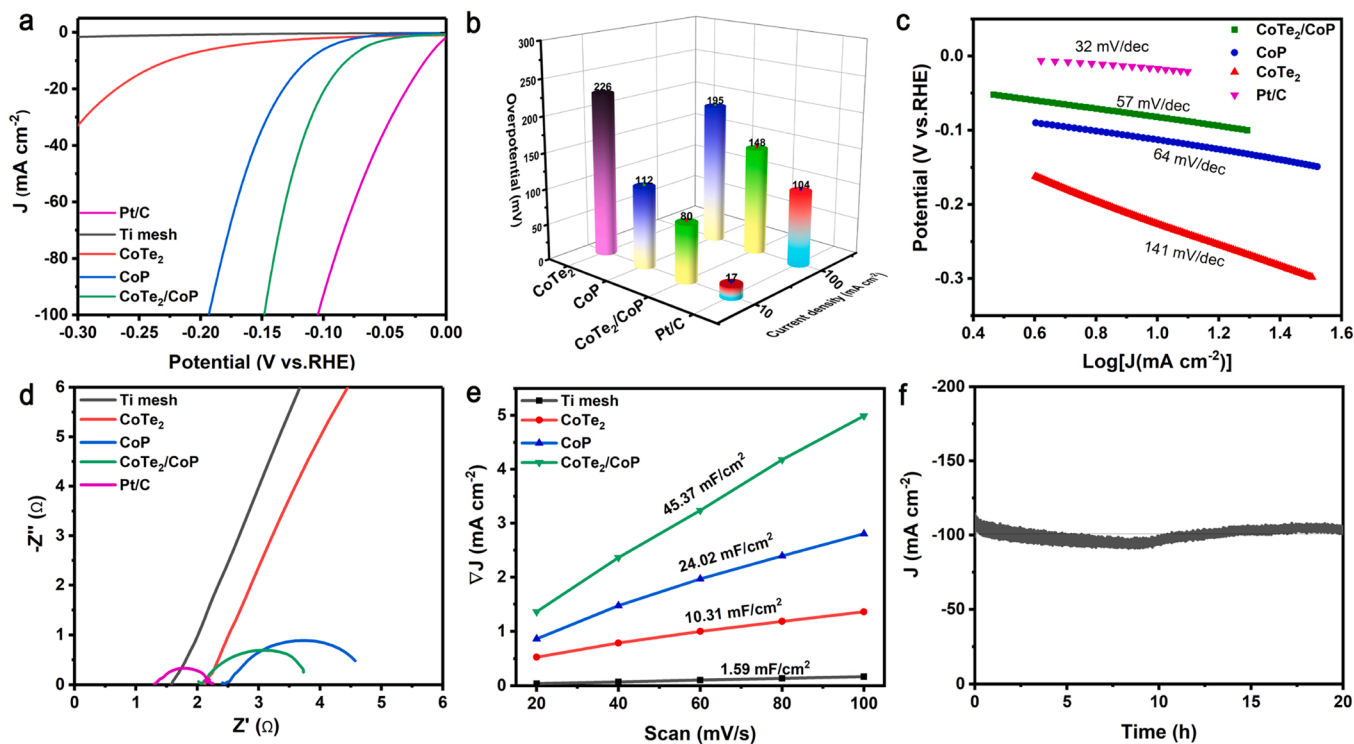 a
0
-20
-40
-60
-80
-100
J (mA cm⁻²)
Pt/C
Ti mesh
CoTe₂
CoP
CoTe₂/CoP
-0.30 -0.25 -0.20 -0.15 -0.10 -0.05 0.00
Potential (V vs.RHE)
b
300
250
200
150
100
50
0
Overpotential (mV)
226
112
80
17
195
148
104
CoTe₂
CoP
CoTe₂/CoP
Pt/C
10
100
Current density (mA cm⁻²)
c
0.0
-0.1
-0.2
-0.3
Potential (V vs.RHE)
CoTe₂/CoP
CoP
CoTe₂
Pt/C
32 mV/dec
57 mV/dec
64 mV/dec
141 mV/dec
0.4 0.6 0.8 1.0 1.2 1.4 1.6
Log[J(mA cm⁻²)]
d
6
5
4
3
2
1
0
-Z'' (Ω)
Ti mesh
CoTe₂
CoP
CoTe₂/CoP
Pt/C
0 1 2 3 4 5 6
Z' (Ω)
e
5
4
3
2
1
0
∇J (mA cm⁻²)
Ti mesh
CoTe₂
CoP
CoTe₂/CoP
45.37 mF/cm²
24.02 mF/cm²
10.31 mF/cm²
1.59 mF/cm²
20 40 60 80 100
Scan (mV/s)
f
-200
-150
-100
-50
0
J (mA cm⁻²)
0 5 10 15 20
Time (h)